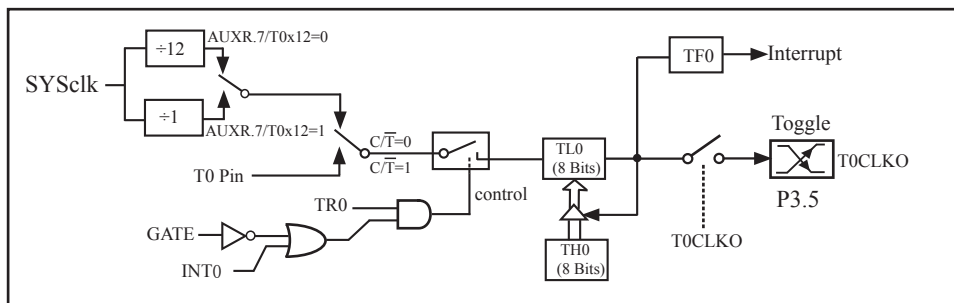 SYSclk
÷12
AUXR.7/T0x12=0
÷1
AUXR.7/T0x12=1
T0 Pin
C/T̅=0
C/T̅=1
GATE
INT0
TR0
control
TL0
(8 Bits)
TH0
(8 Bits)
TF0
Interrupt
Toggle
T0CLKO
P3.5
T0CLKO